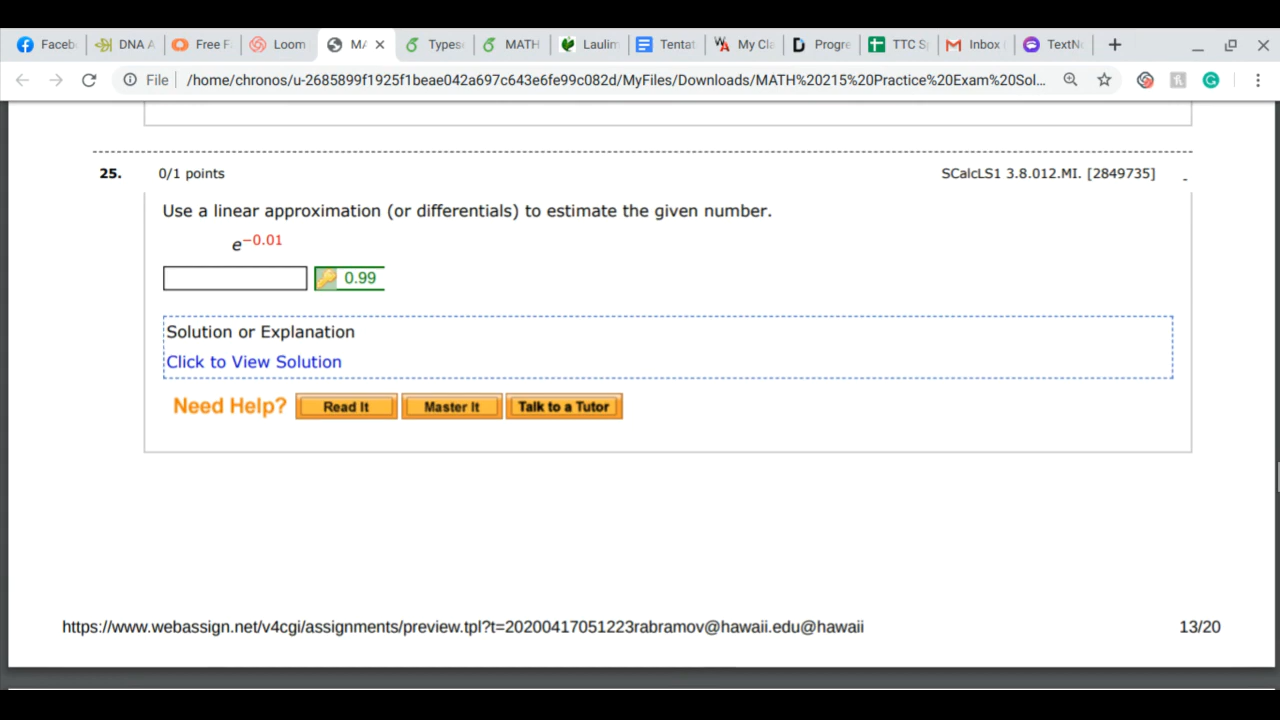 Faceb
DNA A
Free F
Loom
MA
Types
MATH
Laulim
Tentat
My Cla
Progre
TTC S
Inbox
TextN
File
/home/chronos/u-2685899f1925f1beae042a697c643e6fe99c082d/MyFiles/Downloads/MATH%20215%20Practice%20Exam%20Sol...
25. 0/1 points SCalcLS1 3.8.012.MI. [2849735] -
Use a linear approximation (or differentials) to estimate the given number.
e−0.01
0.99
Solution or Explanation
Click to View Solution
Need Help? Read It Master It Talk to a Tutor
https://www.webassign.net/v4cgi/assignments/preview.tpl?t=20200417051223rabramov@hawaii.edu@hawaii 13/20